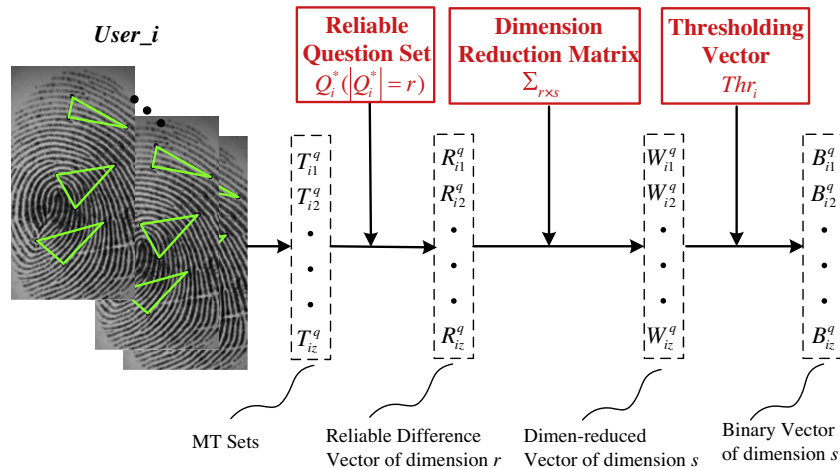 User_i
Reliable
Question Set
Q_i^*(|Q_i^*|=r)
Dimension
Reduction Matrix
Σ_{r×s}
Thresholding
Vector
Thr_i
T_{i1}^q
T_{i2}^q
T_{iz}^q
R_{i1}^q
R_{i2}^q
R_{iz}^q
W_{i1}^q
W_{i2}^q
W_{iz}^q
B_{i1}^q
B_{i2}^q
B_{iz}^q
MT Sets
Reliable Difference
Vector of dimension r
Dimen-reduced
Vector of dimension s
Binary Vector
of dimension s